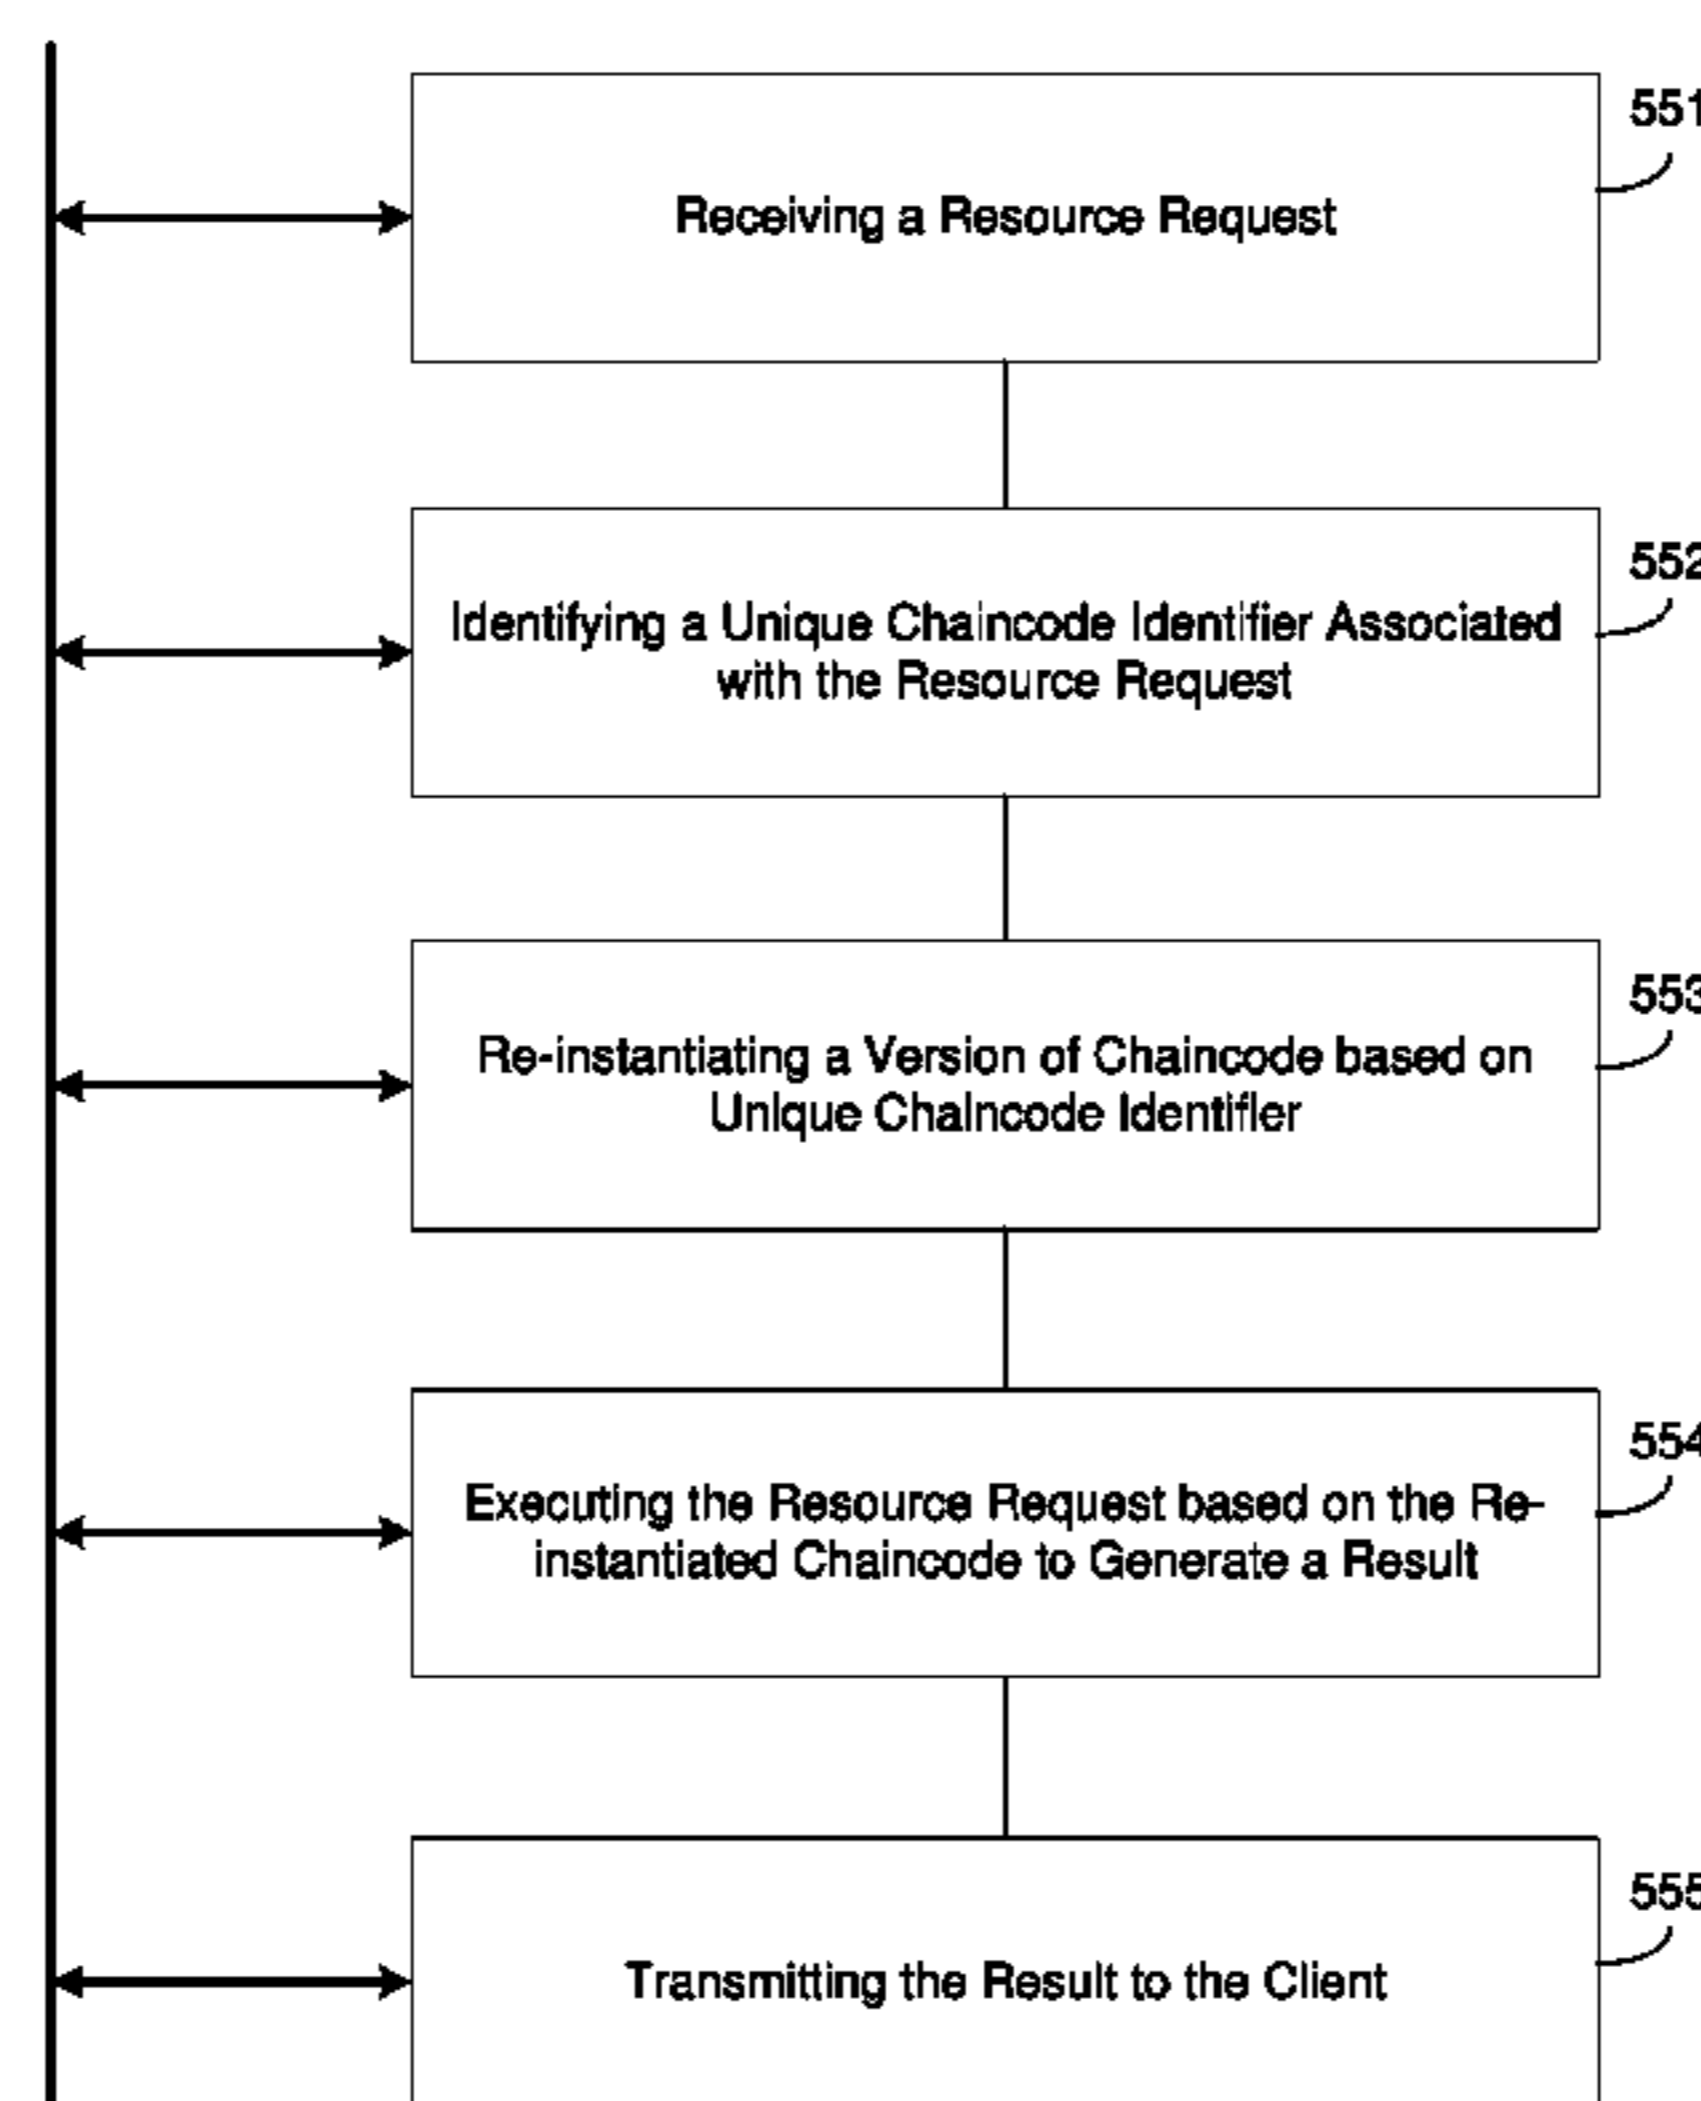 551
Receiving a Resource Request
552
Identifying a Unique Chaincode Identifier Associated
with the Resource Request
553
Re-instantiating a Version of Chaincode based on
Unique Chaincode Identifier
554
Executing the Resource Request based on the Re-
instantiated Chaincode to Generate a Result
555
Transmitting the Result to the Client